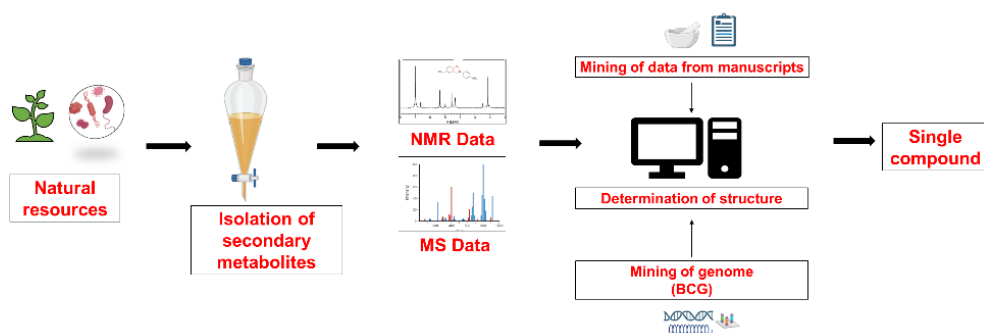 Natural
resources
Isolation of
secondary
metabolites
NMR Data
MS Data
Mining of data from manuscripts
Determination of structure
Mining of genome
(BCG)
Single
compound